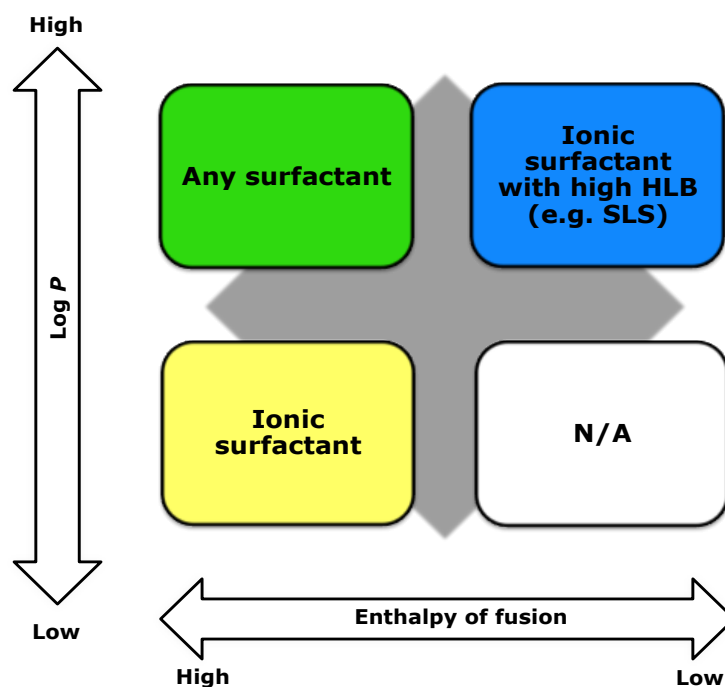 High
Any surfactant
Ionic
surfactant
with high HLB
(e.g. SLS)
Log P
Ionic
surfactant
N/A
Low
Enthalpy of fusion
High
Low